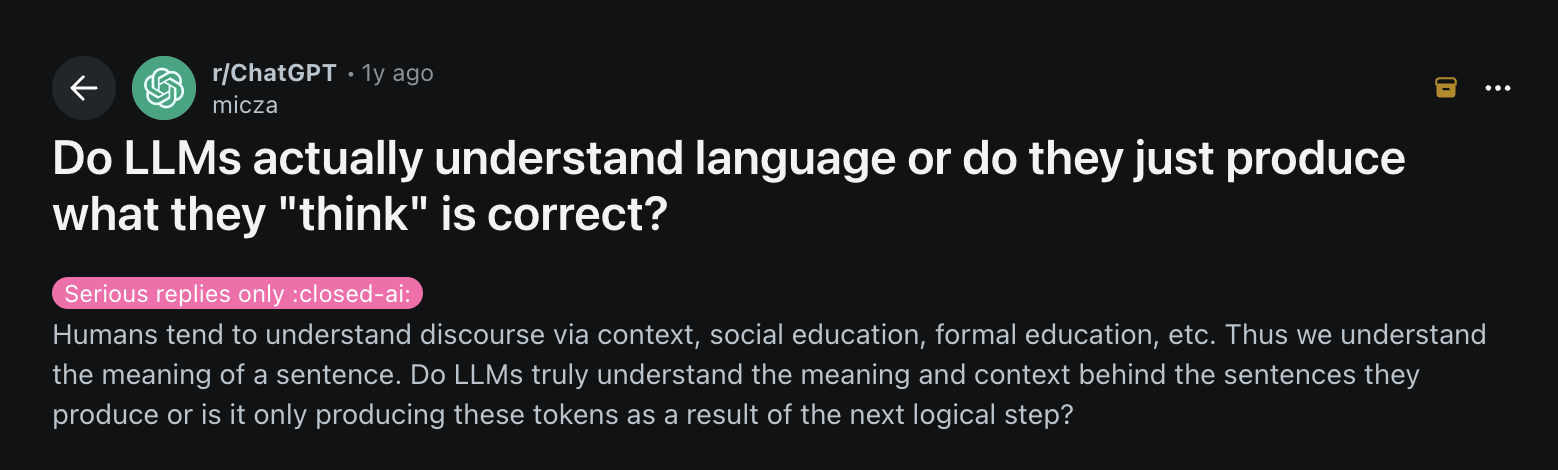 r/ChatGPT • 1y ago
micza
Do LLMs actually understand language or do they just produce
what they "think" is correct?
Serious replies only :closed-ai:
Humans tend to understand discourse via context, social education, formal education, etc. Thus we understand
the meaning of a sentence. Do LLMs truly understand the meaning and context behind the sentences they
produce or is it only producing these tokens as a result of the next logical step?